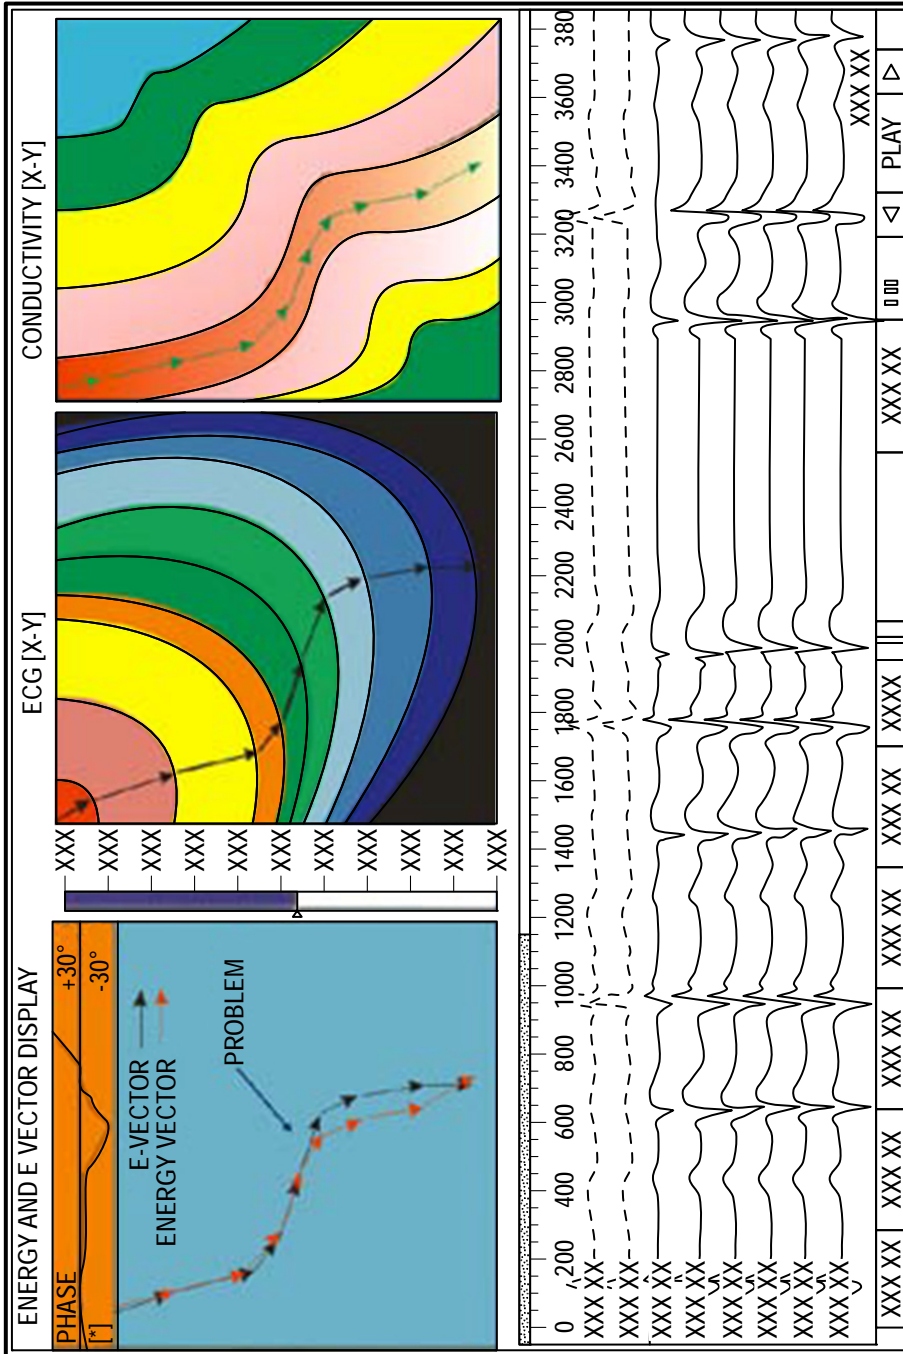 ENERGY AND E VECTOR DISPLAY
ECG [X-Y]
CONDUCTIVITY [X-Y]
PHASE +30°
[*] -30°
E-VECTOR
ENERGY VECTOR
PROBLEM
XXX
XXX
XXX
XXX
XXX
XXX
XXX
XXX
XXX
XXX
XXX
0 200 400 600 800 1000 1200 1400 1600 1800 2000 2200 2400 2600 2800 3000 3200 3400 3600 380
XXX XX
XXX XX
XXX XX
XXX XX
XXX XX
XXX XX
XXX XX
XXX XX
XXX XX
XXX XX XXX XX XXX XX XXX XX XXX XX XXXX XXX XX PLAY